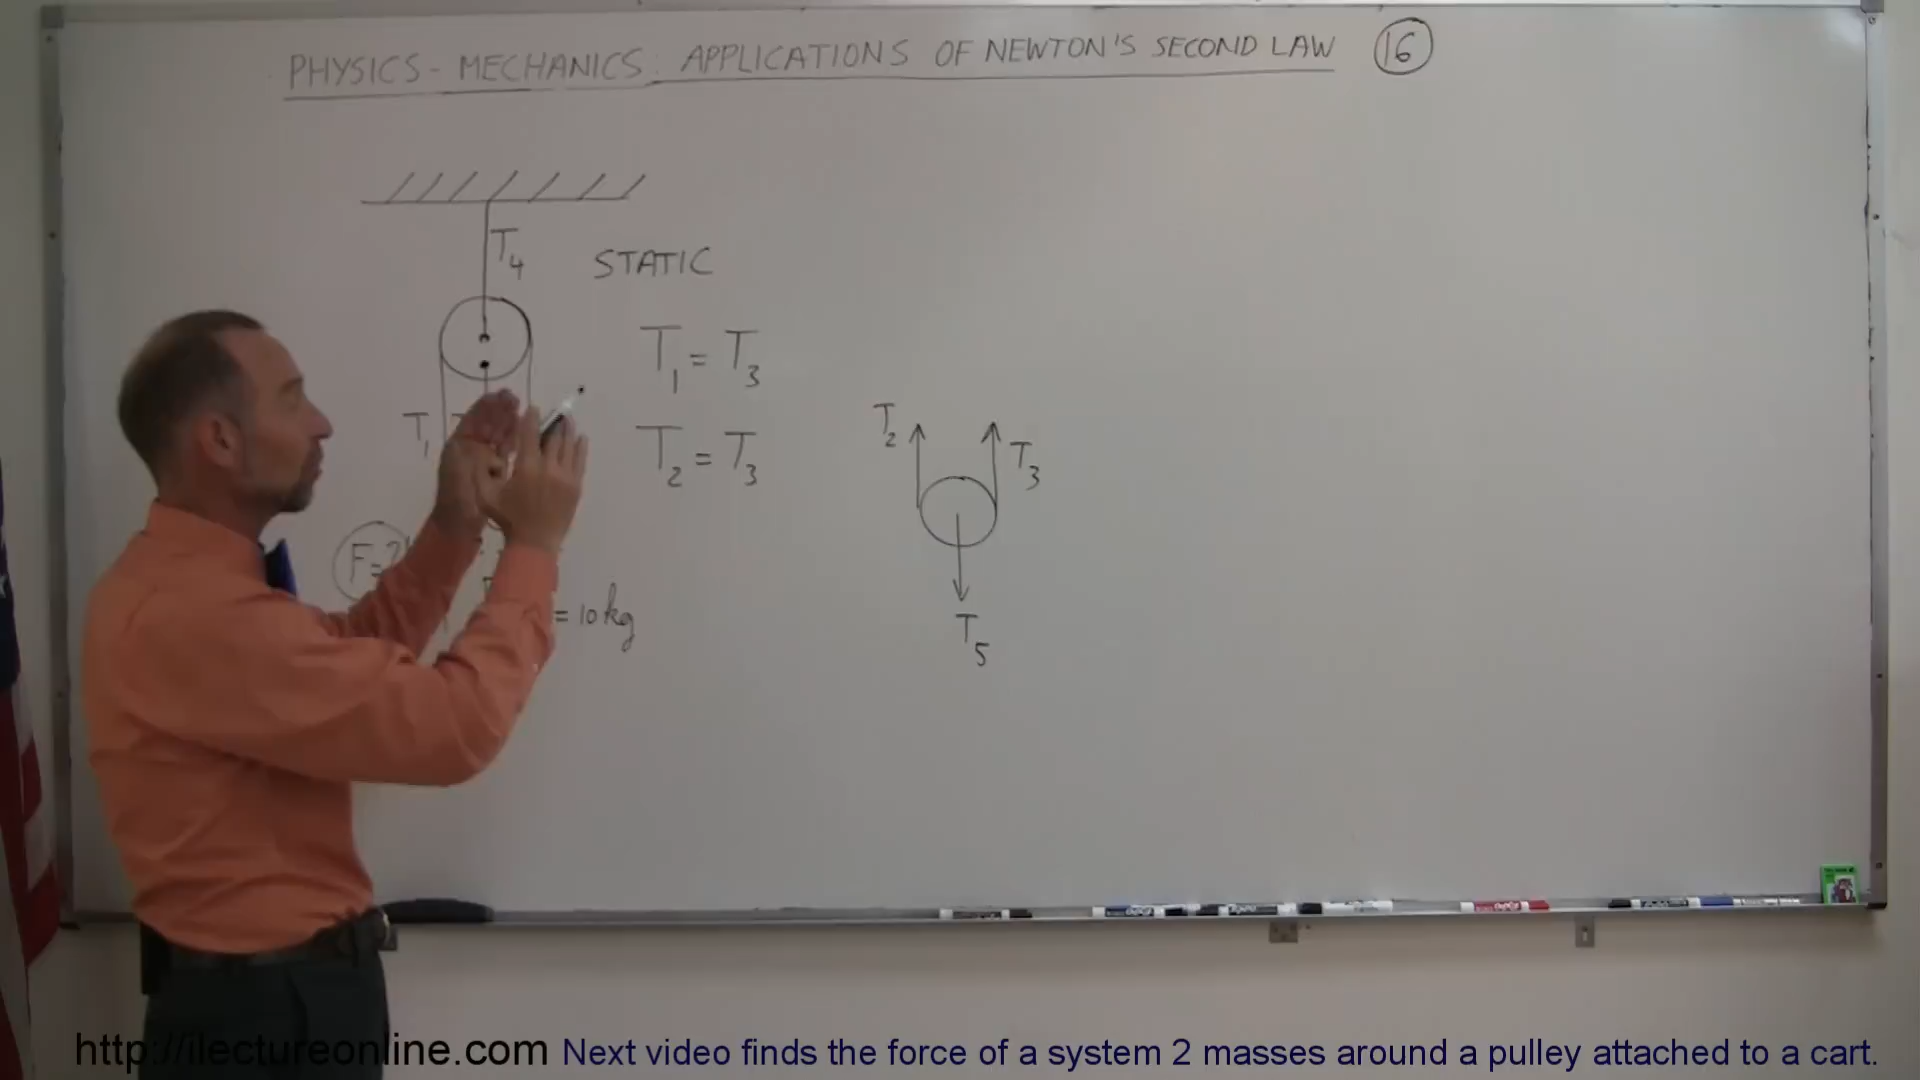 PHYSICS - MECHANICS: APPLICATIONS OF NEWTON'S SECOND LAW 16
T4
STATIC
T1 = T3
T1
T2 = T3
T2
T3
F=?
= 10 kg
T5
http://ilectureonline.com Next video finds the force of a system 2 masses around a pulley attached to a cart.